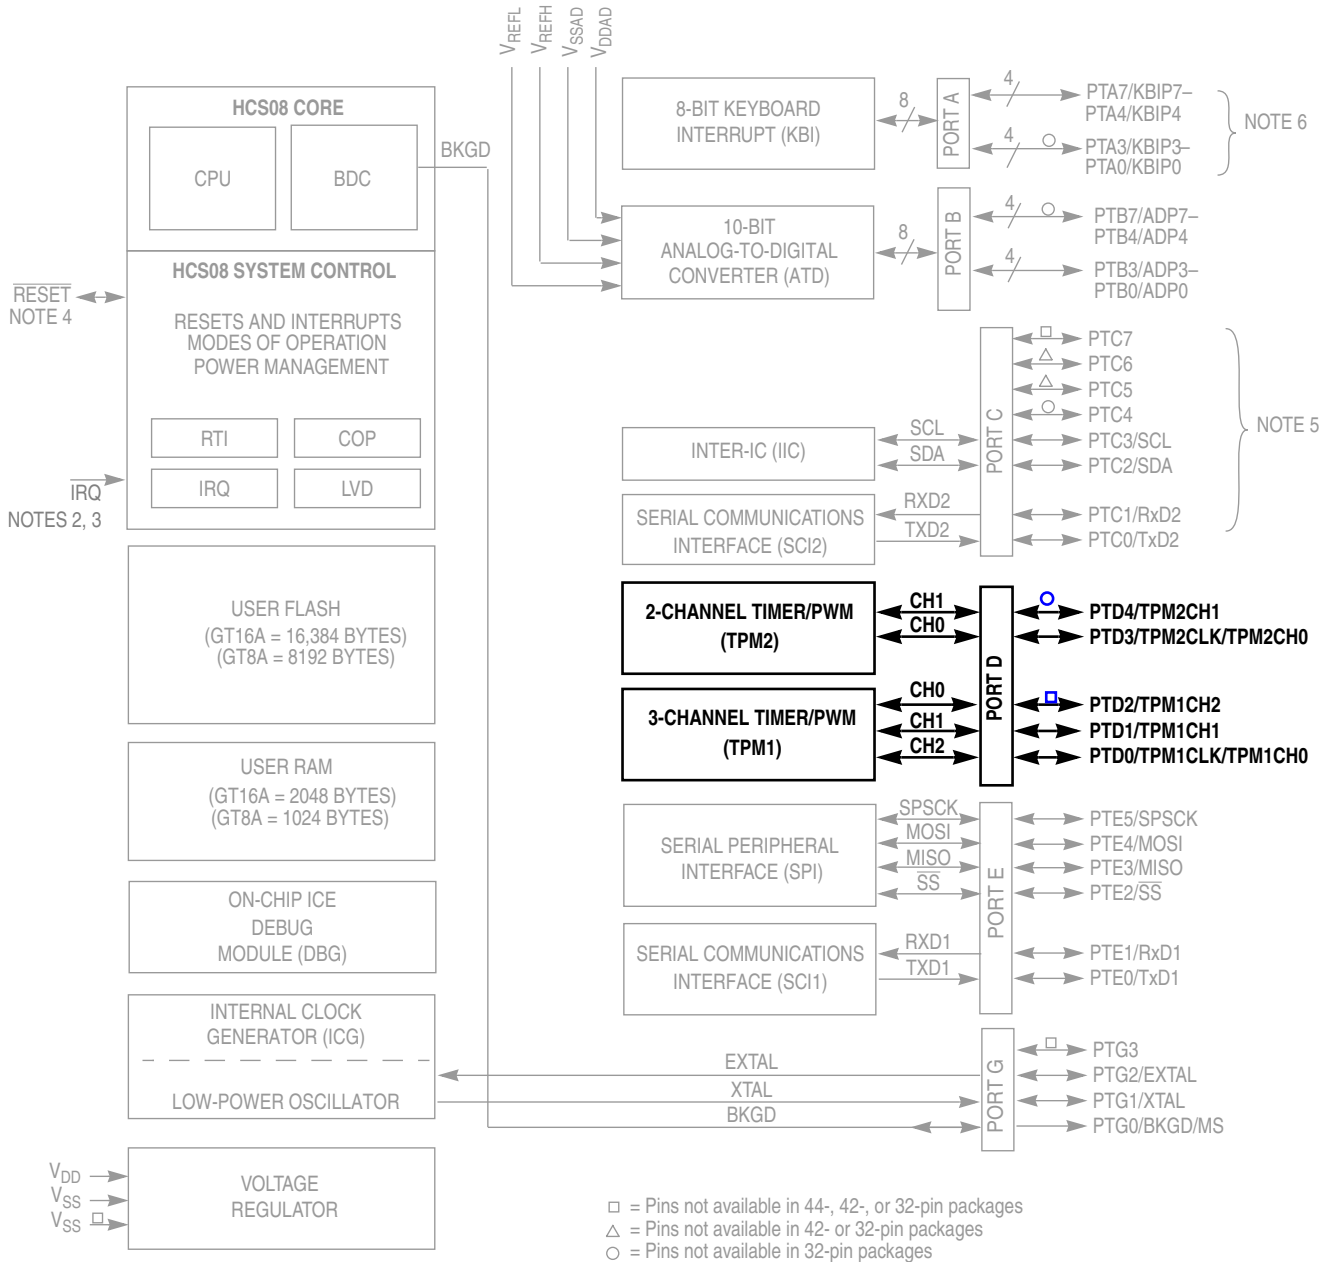 VREFL
VREFH
VSSAD
VDDAD
HCS08 CORE
CPU
BDC
BKGD
HCS08 SYSTEM CONTROL
RESETS AND INTERRUPTS
MODES OF OPERATION
POWER MANAGEMENT
RTI
COP
IRQ
LVD
RESET
NOTE 4
IRQ
NOTES 2, 3
USER FLASH
(GT16A = 16,384 BYTES)
(GT8A = 8192 BYTES)
USER RAM
(GT16A = 2048 BYTES)
(GT8A = 1024 BYTES)
ON-CHIP ICE
DEBUG
MODULE (DBG)
INTERNAL CLOCK
GENERATOR (ICG)
LOW-POWER OSCILLATOR
VDD
VSS
VSS
VOLTAGE
REGULATOR
8-BIT KEYBOARD
INTERRUPT (KBI)
8
PORT A
4
PTA7/KBIP7–
PTA4/KBIP4
4
PTA3/KBIP3–
PTA0/KBIP0
NOTE 6
10-BIT
ANALOG-TO-DIGITAL
CONVERTER (ATD)
8
PORT B
4
PTB7/ADP7–
PTB4/ADP4
4
PTB3/ADP3–
PTB0/ADP0
INTER-IC (IIC)
SCL
SDA
SERIAL COMMUNICATIONS
INTERFACE (SCI2)
RXD2
TXD2
PORT C
PTC7
PTC6
PTC5
PTC4
PTC3/SCL
PTC2/SDA
PTC1/RxD2
PTC0/TxD2
NOTE 5
2-CHANNEL TIMER/PWM
(TPM2)
CH1
CH0
3-CHANNEL TIMER/PWM
(TPM1)
CH0
CH1
CH2
PORT D
PTD4/TPM2CH1
PTD3/TPM2CLK/TPM2CH0
PTD2/TPM1CH2
PTD1/TPM1CH1
PTD0/TPM1CLK/TPM1CH0
SERIAL PERIPHERAL
INTERFACE (SPI)
SPSCK
MOSI
MISO
SS
SERIAL COMMUNICATIONS
INTERFACE (SCI1)
RXD1
TXD1
PORT E
PTE5/SPSCK
PTE4/MOSI
PTE3/MISO
PTE2/SS
PTE1/RxD1
PTE0/TxD1
EXTAL
XTAL
BKGD
PORT G
PTG3
PTG2/EXTAL
PTG1/XTAL
PTG0/BKGD/MS
= Pins not available in 44-, 42-, or 32-pin packages
= Pins not available in 42- or 32-pin packages
= Pins not available in 32-pin packages